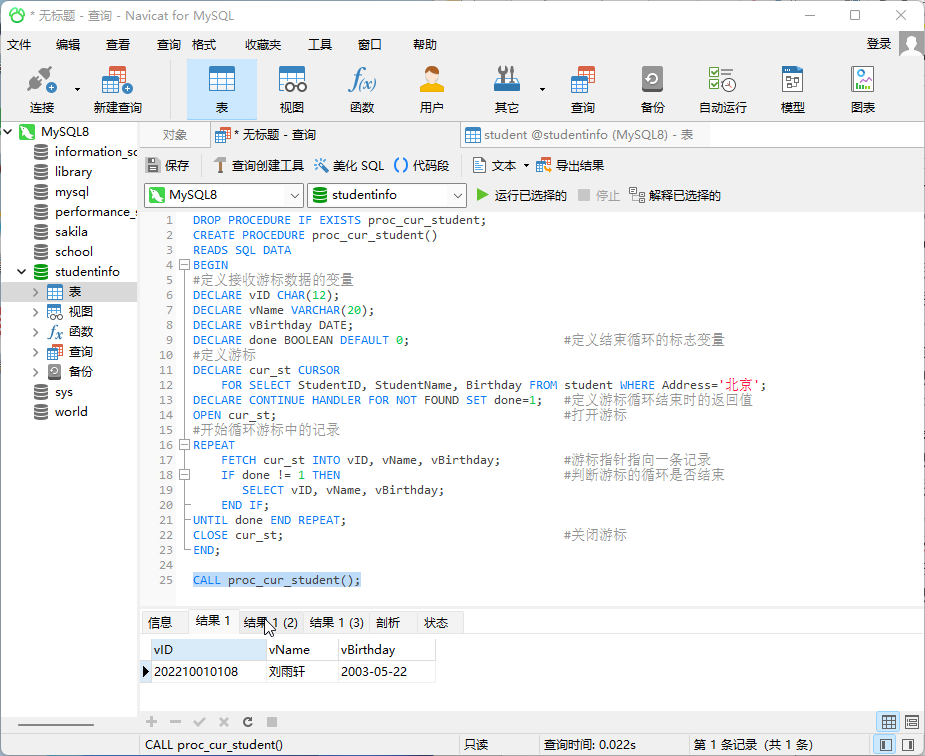 * 无标题 - 查询 - Navicat for MySQL
文件 编辑 查看 查询 格式 收藏夹 工具 窗口 帮助 登录
连接 新建查询 表 视图 函数 用户 其它 查询 备份 自动运行 模型 图表
MySQL8
information_sc
library
mysql
performance_s
sakila
school
studentinfo
表
视图
函数
查询
备份
sys
world
对象 * 无标题 - 查询 student @studentinfo (MySQL8) - 表
保存 查询创建工具 美化 SQL 代码段 文本 导出结果
MySQL8 studentinfo 运行已选择的 停止 解释已选择的
1 DROP PROCEDURE IF EXISTS proc_cur_student;
2 CREATE PROCEDURE proc_cur_student()
3 READS SQL DATA
4 BEGIN
5 #定义接收游标数据的变量
6 DECLARE vID CHAR(12);
7 DECLARE vName VARCHAR(20);
8 DECLARE vBirthday DATE;
9 DECLARE done BOOLEAN DEFAULT 0; #定义结束循环的标志变量
10 #定义游标
11 DECLARE cur_st CURSOR
12 FOR SELECT StudentID, StudentName, Birthday FROM student WHERE Address='北京';
13 DECLARE CONTINUE HANDLER FOR NOT FOUND SET done=1; #定义游标循环结束时的返回值
14 OPEN cur_st; #打开游标
15 #开始循环游标中的记录
16 REPEAT
17 FETCH cur_st INTO vID, vName, vBirthday; #游标指针指向一条记录
18 IF done != 1 THEN #判断游标的循环是否结束
19 SELECT vID, vName, vBirthday;
20 END IF;
21 UNTIL done END REPEAT;
22 CLOSE cur_st; #关闭游标
23 END;
24
25 CALL proc_cur_student();
信息 结果 1 结果 1 (2) 结果 1 (3) 剖析 状态
vID vName vBirthday
202210010108 刘雨轩 2003-05-22
CALL proc_cur_student() 只读 查询时间: 0.022s 第 1 条记录 (共 1 条)